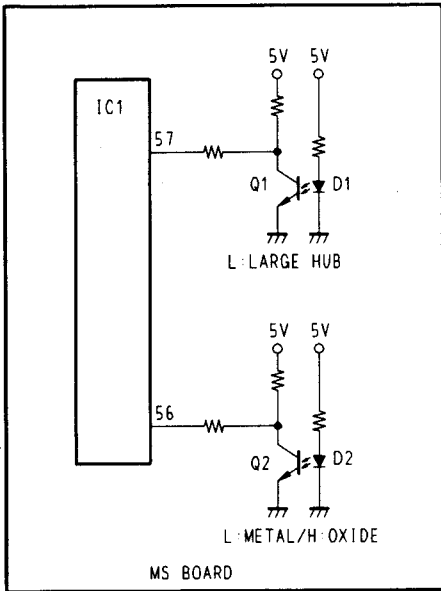 5V 5V
IC1
57
Q1 D1
L:LARGE HUB
5V 5V
56
Q2 D2
L:METAL/H:OXIDE
MS BOARD